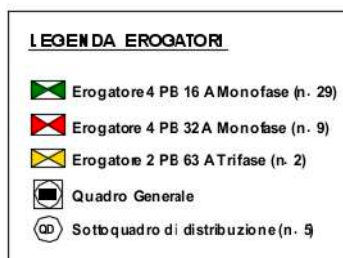 LEGENDA EROGATORI
Erogatore 4 PB 16 A Monofase (n. 29)
Erogatore 4 PB 32 A Monofase (n. 9)
Erogatore 2 PB 63 A Trifase (n. 2)
Quadro Generale
QD Sottoquadro di distribuzione (n. 5)